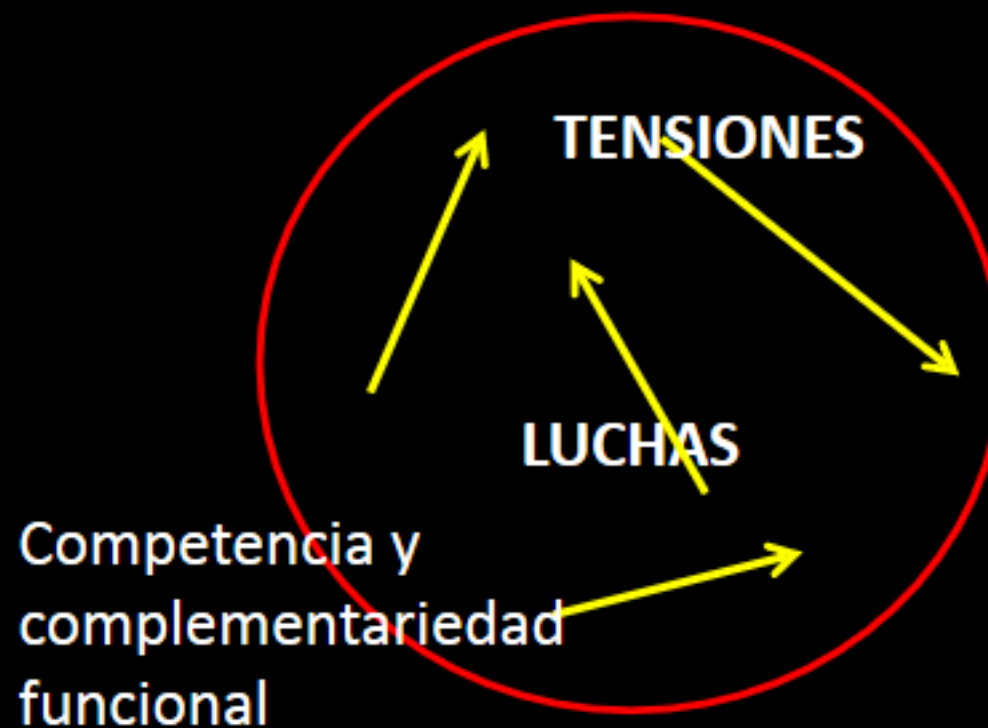 TENSIONES
LUCHAS
Competencia y
complementariedad
funcional